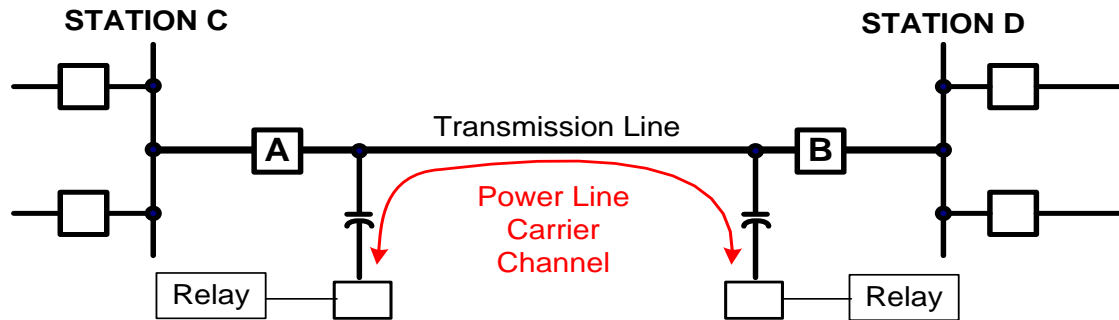 STATION C
STATION D
Transmission Line
A
B
Power Line
Carrier
Channel
Relay
Relay